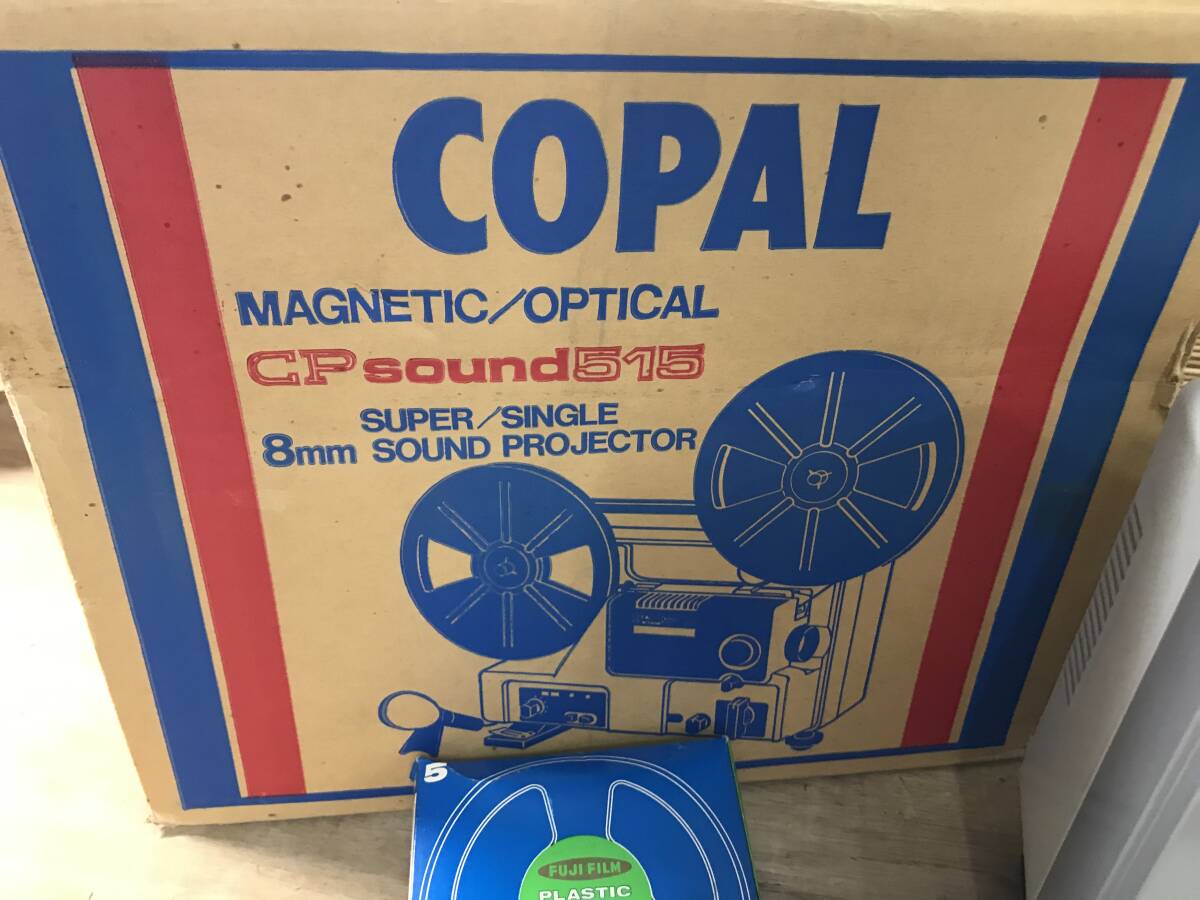 COPAL
MAGNETIC/OPTICAL
CP sound 515
SUPER/SINGLE
8mm SOUND PROJECTOR
5
FUJI FILM
PLASTIC